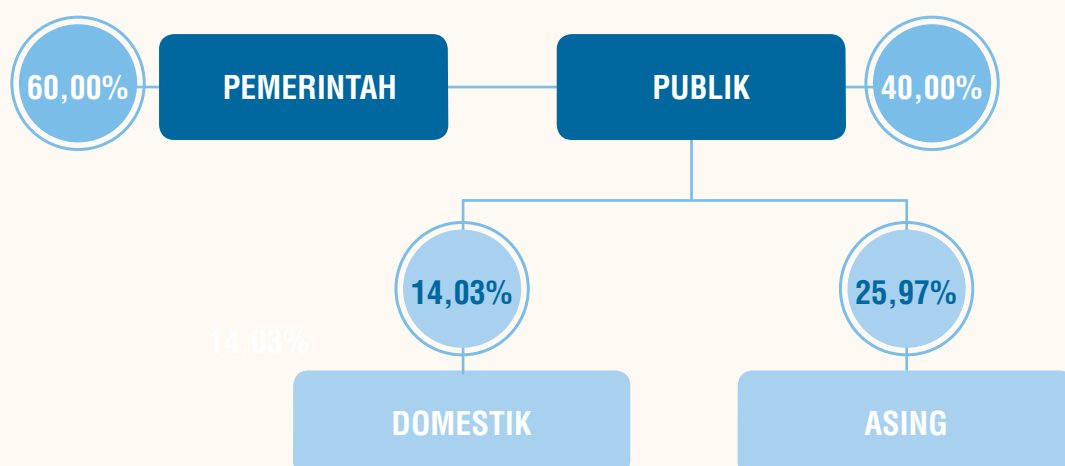 60,00%
PEMERINTAH
PUBLIK
40,00%
14,03%
25,97%
14,03%
DOMESTIK
ASING